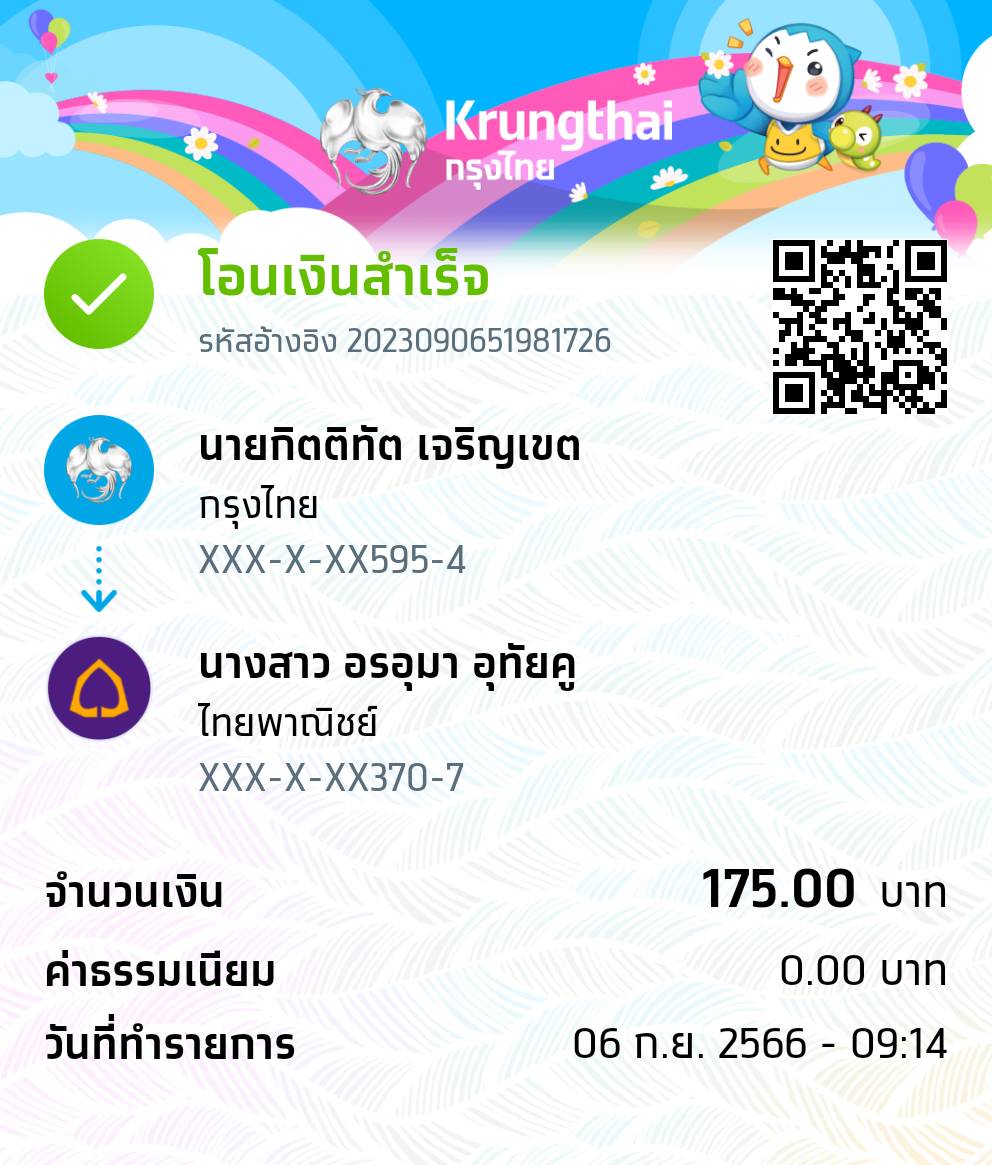 Krungthai
กรุงไทย
โอนเงินสำเร็จ
รหัสอ้างอิง 2023090651981726
นายกิตติทัต เจริญเขต
กรุงไทย
XXX-X-XX595-4
นางสาว อรอุมา อุทัยคู
ไทยพาณิชย์
XXX-X-XX370-7
จำนวนเงิน 175.00 บาท
ค่าธรรมเนียม 0.00 บาท
วันที่ทำรายการ 06 ก.ย. 2566 - 09:14